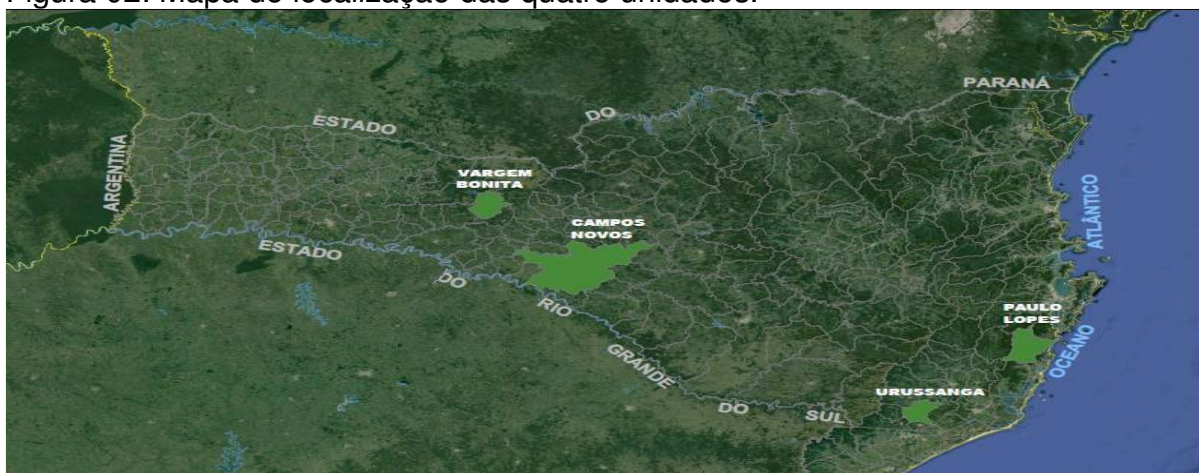 Figura 02: Mapa de localização das quatro unidades.
PARANÁ
DO
ESTADO
ARGENTINA
VARGEM
BONITA
CAMPOS
NOVOS
ATLÂNTICO
ESTADO
DO
RIO
GRANDE
DO
SUL
PAULO
LOPES
OCEANO
URUSSANGA